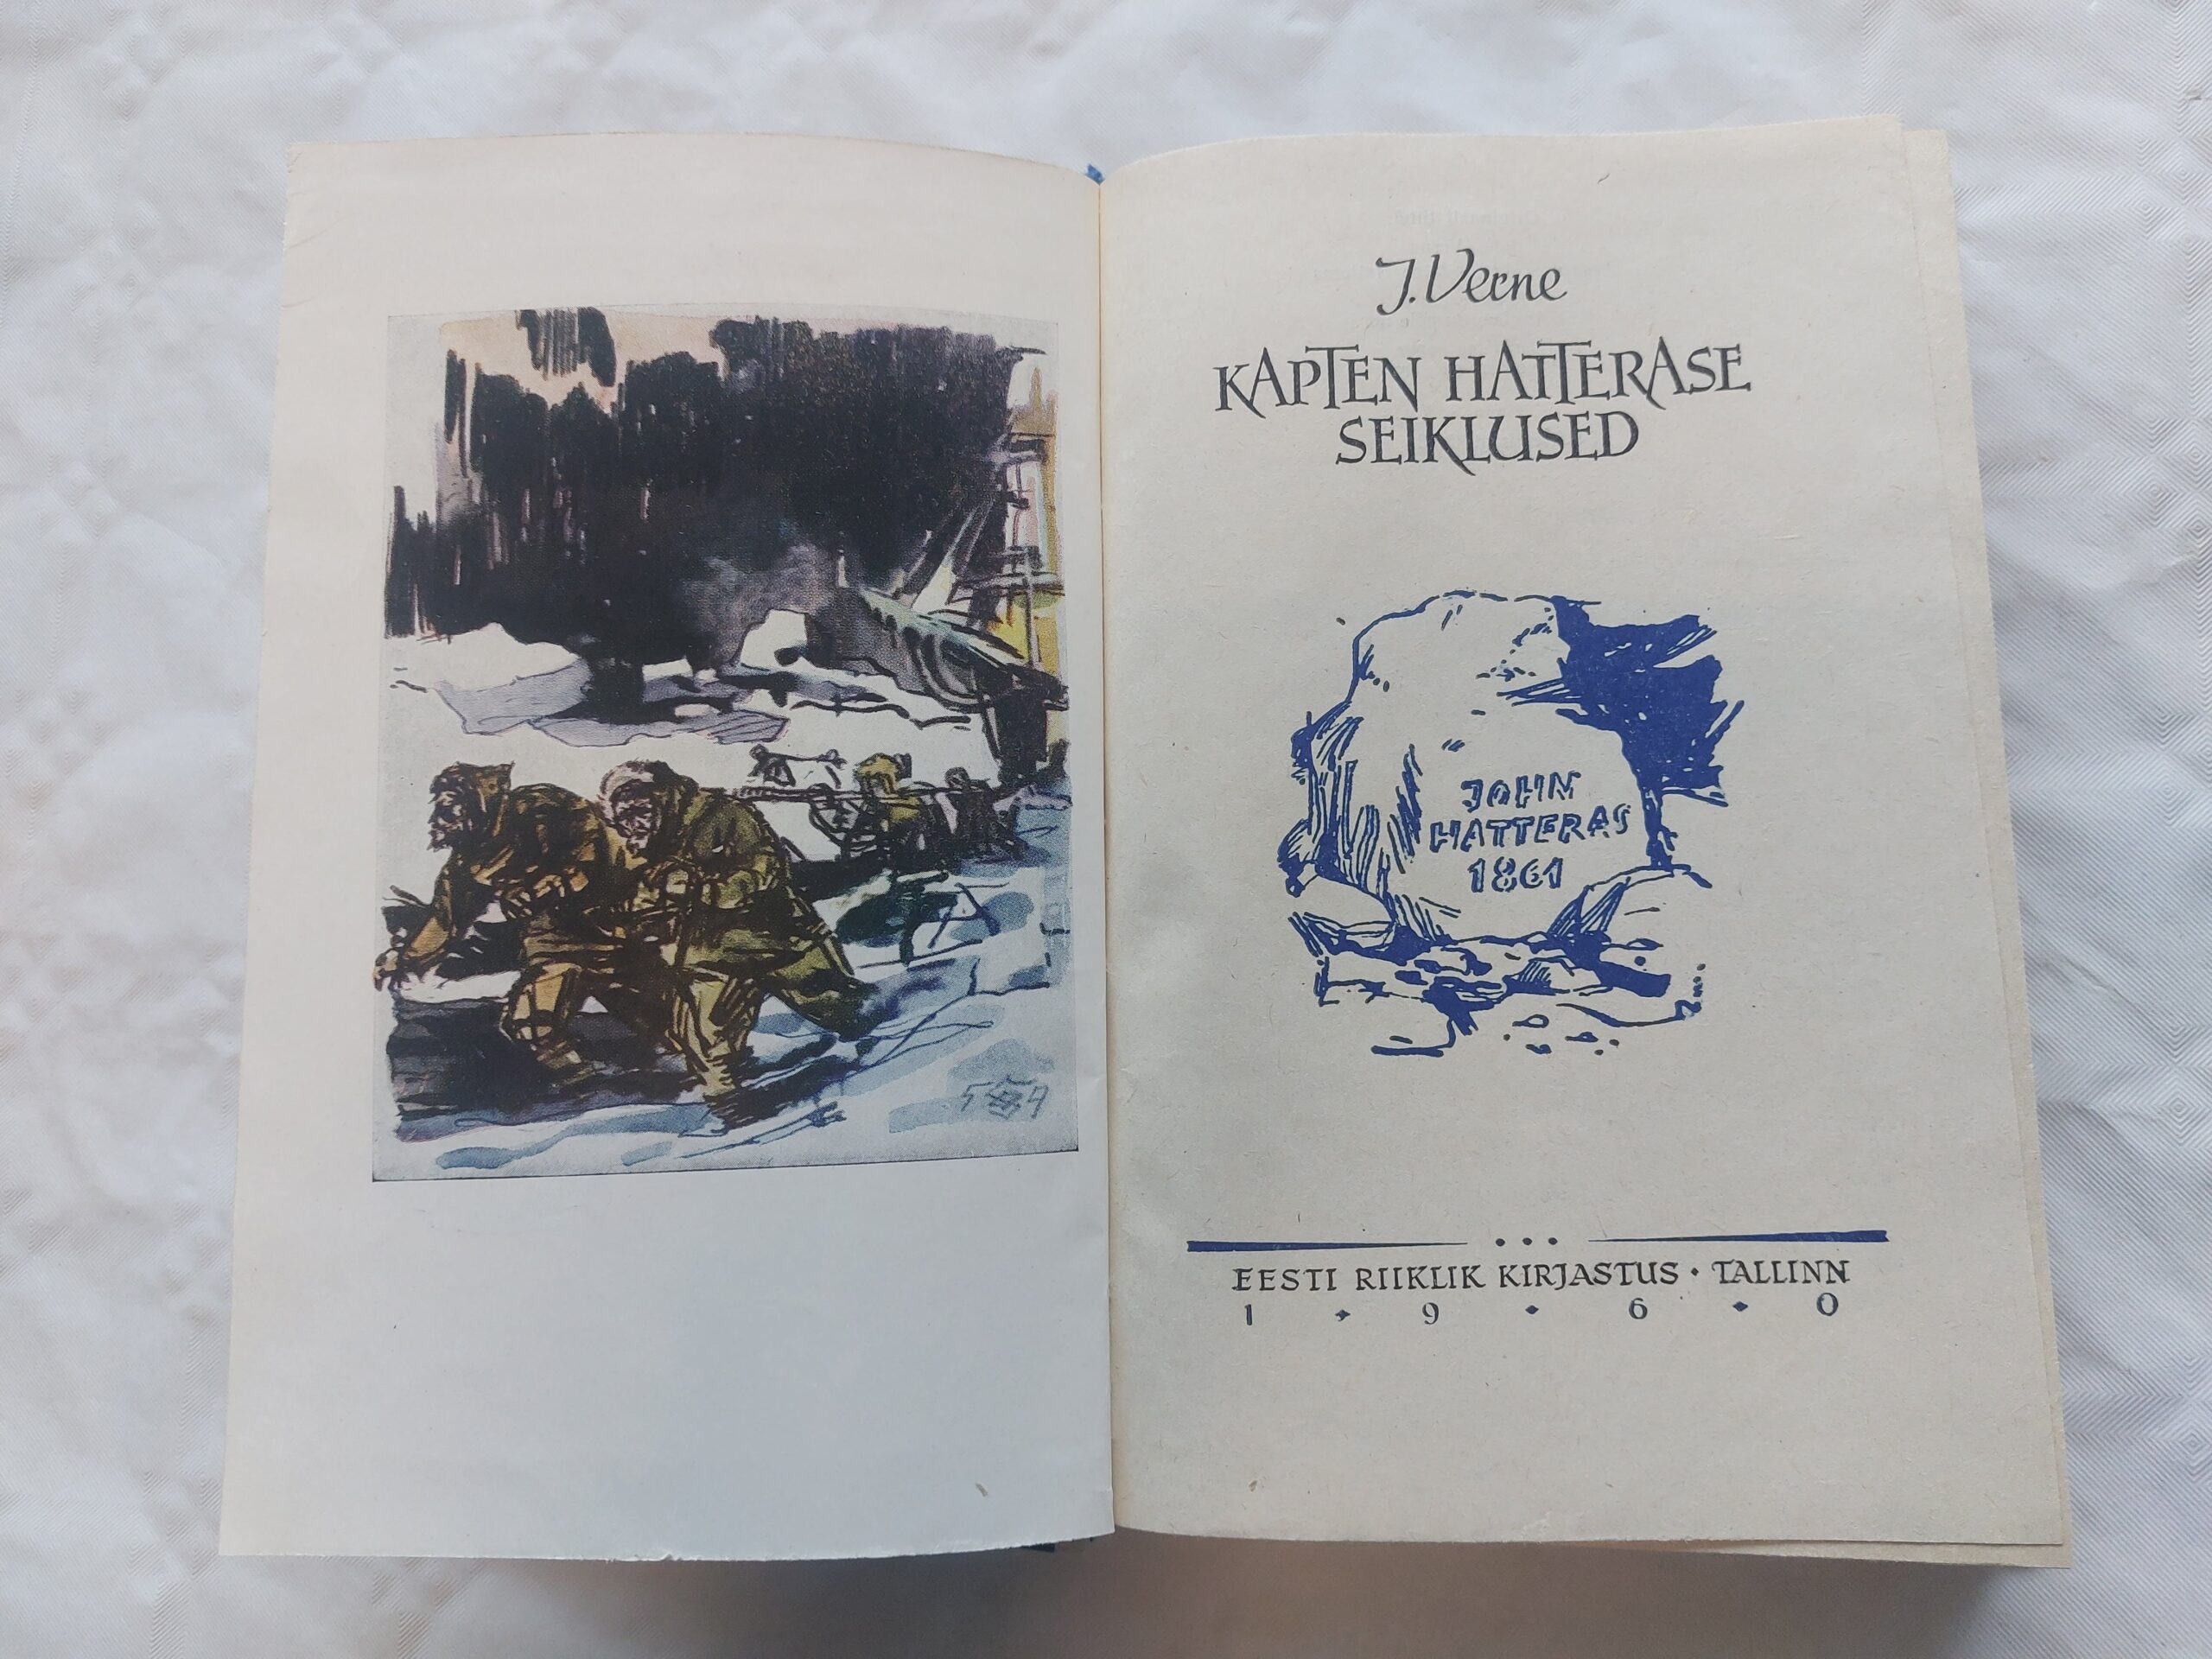 J. Verne
KAPTEN HATTERASE
SEIKLUSED
JOHN
HATTERAS
1861
EESTI RIIKLIK KIRJASTUS • TALLINN
1 • 9 • 6 • 0